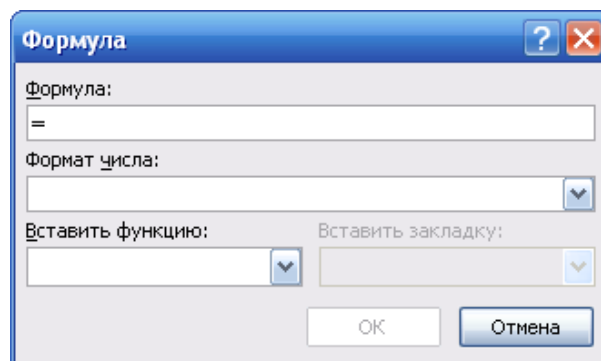 Формула
Формула:
=
Формат числа:
Вставить функцию: Вставить закладку:
ОК Отмена